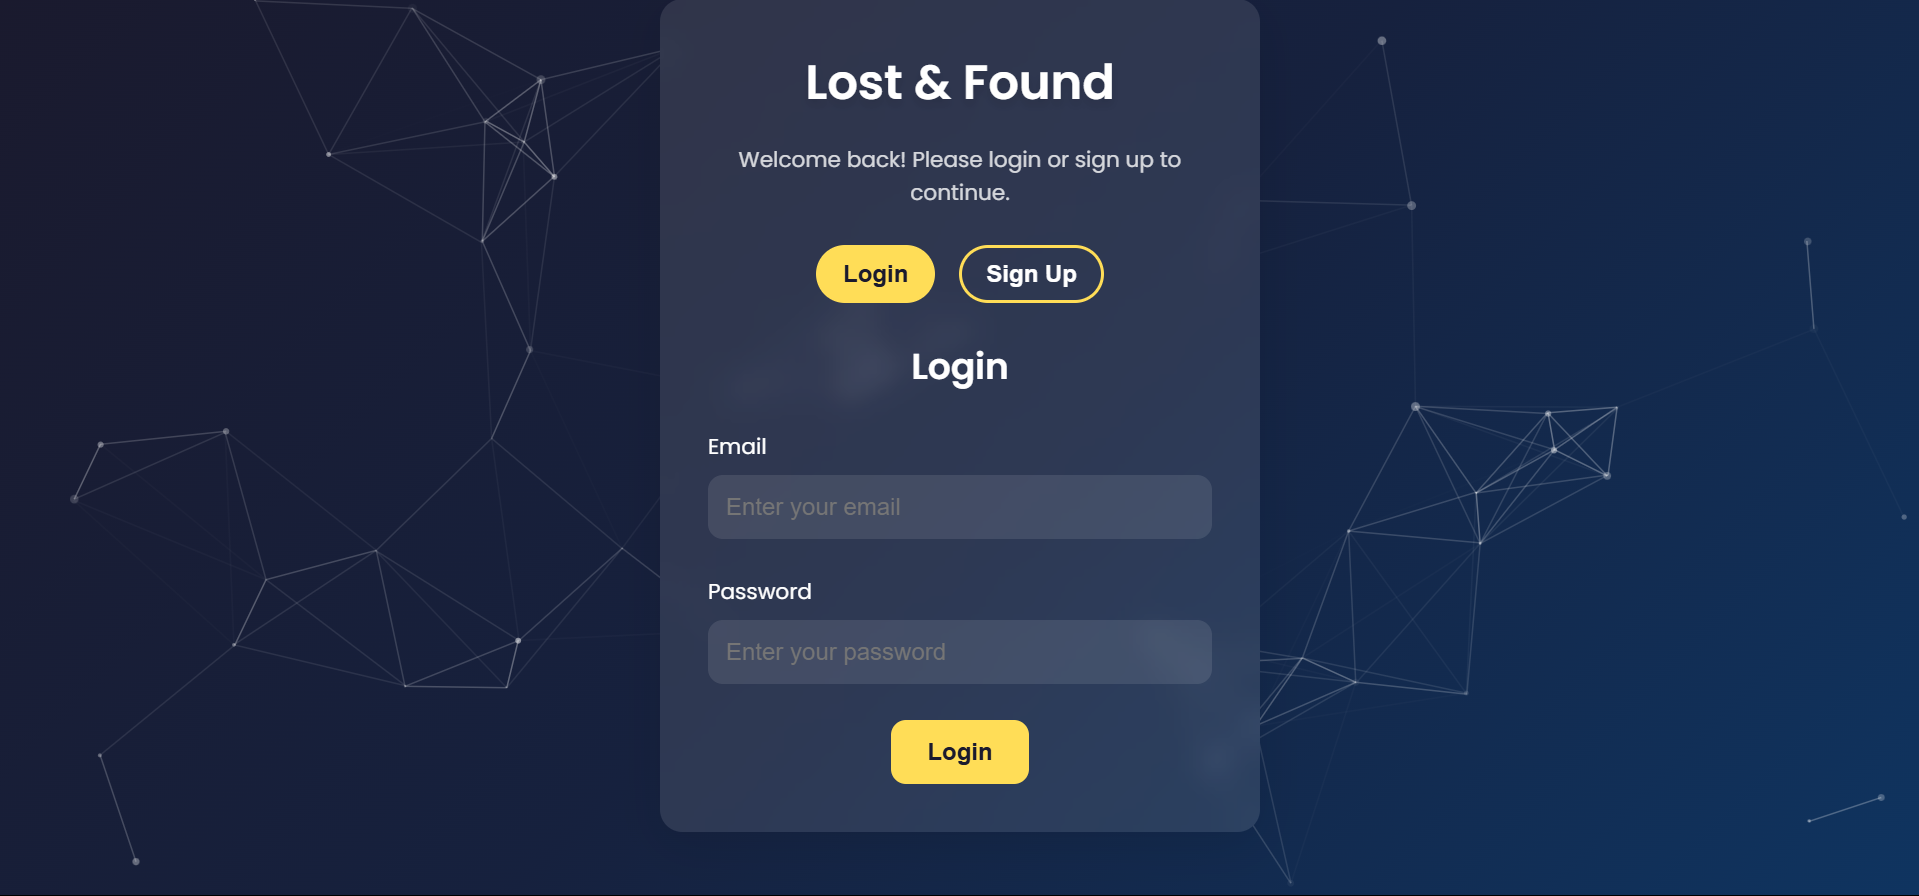 Lost & Found
Welcome back! Please login or sign up to
continue.
Login
Sign Up
Login
Email
Enter your email
Password
Enter your password
Login